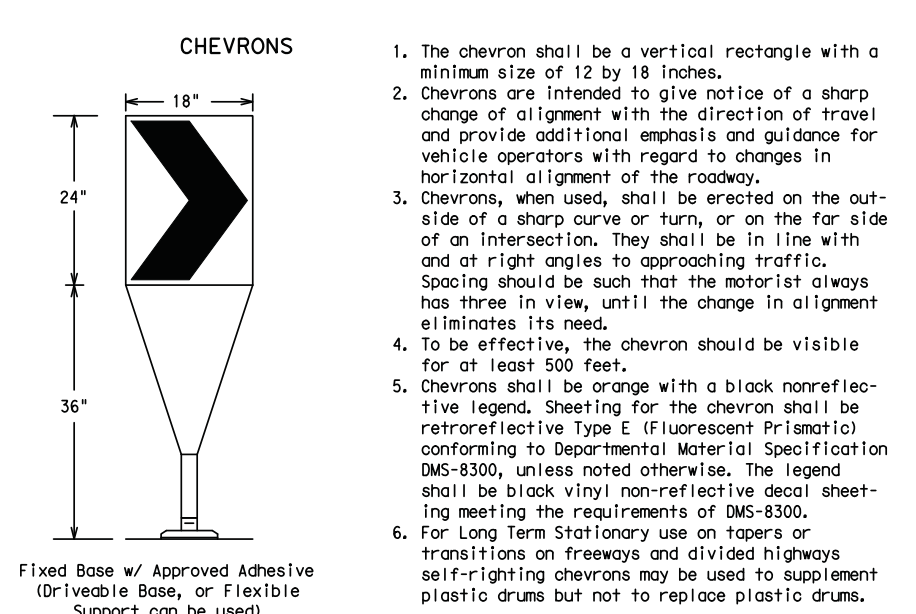 CHEVRONS
18"
24"
36"
Fixed Base w/ Approved Adhesive
(Driveable Base, or Flexible
Support can be used)
1. The chevron shall be a vertical rectangle with a
minimum size of 12 by 18 inches.
2. Chevrons are intended to give notice of a sharp
change of alignment with the direction of travel
and provide additional emphasis and guidance for
vehicle operators with regard to changes in
horizontal alignment of the roadway.
3. Chevrons, when used, shall be erected on the out-
side of a sharp curve or turn, or on the far side
of an intersection. They shall be in line with
and at right angles to approaching traffic.
Spacing should be such that the motorist always
has three in view, until the change in alignment
eliminates its need.
4. To be effective, the chevron should be visible
for at least 500 feet.
5. Chevrons shall be orange with a black nonreflec-
tive legend. Sheeting for the chevron shall be
retroreflective Type E (Fluorescent Prismatic)
conforming to Departmental Material Specification
DMS-8300, unless noted otherwise. The legend
shall be black vinyl non-reflective decal sheet-
ing meeting the requirements of DMS-8300.
6. For Long Term Stationary use on tapers or
transitions on freeways and divided highways
self-righting chevrons may be used to supplement
plastic drums but not to replace plastic drums.